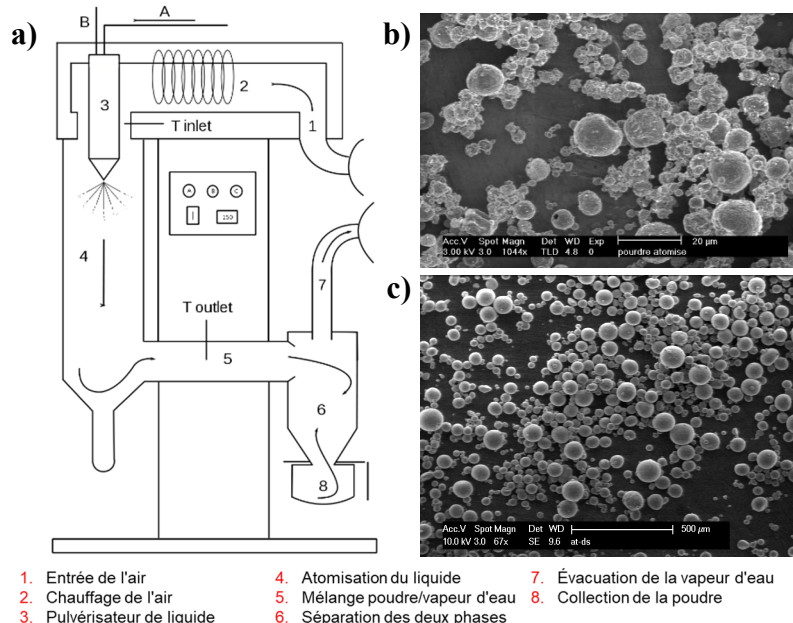 a)
B
A
3
2
1
T inlet
A B C
I
250
4
7
T outlet
5
6
8
b)
Acc.V Spot Magn Det WD Exp 20 µm
3.00 kV 3.0 1044x TLD 4.8 0 pourdre atomise
c)
Acc.V Spot Magn Det WD 500 µm
10.0 kV 3.0 67x SE 9.6 at-ds
1. Entrée de l'air
2. Chauffage de l'air
3. Pulvérisateur de liquide
4. Atomisation du liquide
5. Mélange poudre/vapeur d'eau
6. Séparation des deux phases
7. Évacuation de la vapeur d'eau
8. Collection de la poudre